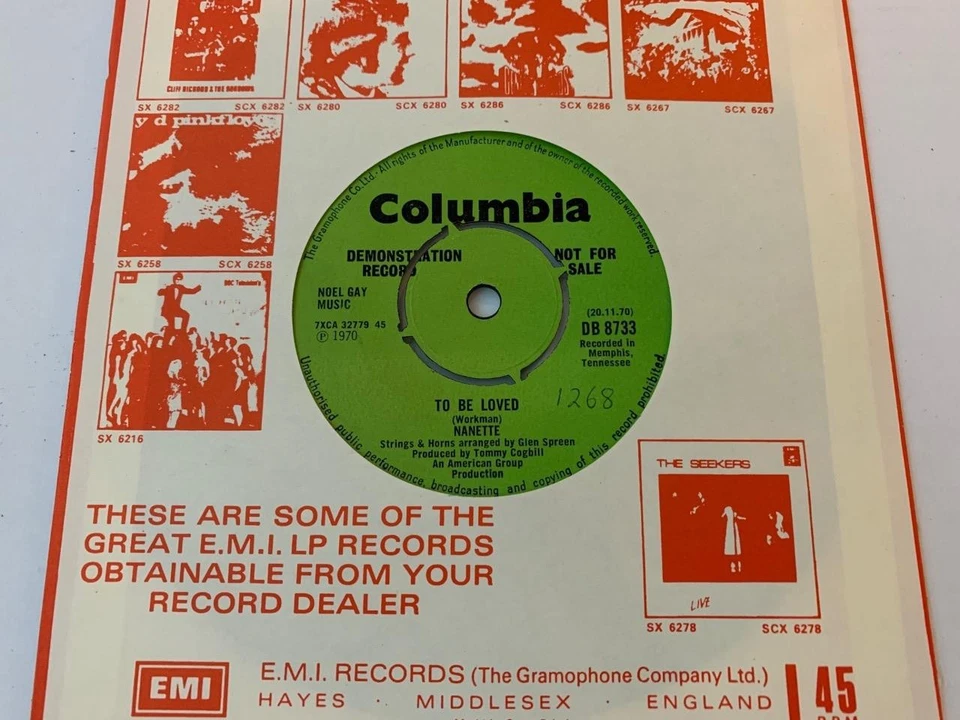 CLIFF RICHARD & THE SHADOWS
SX 6282 SCX 6282
SX 6280 SCX 6280
SX 6286 SCX 6286
SX 6267 SCX 6267
y d pinkfloyd
SX 6258 SCX 6258
BBC Television's
SX 6216
The Gramophone Co. Ltd. · All rights of the Manufacturer and of the owner of the recorded work reserved.
Columbia
DEMONSTRATION
RECORD
NOT FOR
SALE
NOEL GAY
MUSIC
7XCA 32779 45
Ⓟ 1970
(20.11.70)
DB 8733
Recorded in
Memphis,
Tennessee
1268
TO BE LOVED
(Workman)
NANETTE
Strings & Horns arranged by Glen Spreen
Produced by Tommy Cogbill
An American Group
Production
Unauthorised public performance, broadcasting and copying of this record prohibited.
THE SEEKERS
LIVE
SX 6278 SCX 6278
THESE ARE SOME OF THE
GREAT E.M.I. LP RECORDS
OBTAINABLE FROM YOUR
RECORD DEALER
EMI
E.M.I. RECORDS (The Gramophone Company Ltd.)
HAYES · MIDDLESEX · ENGLAND
45
R.P.M.